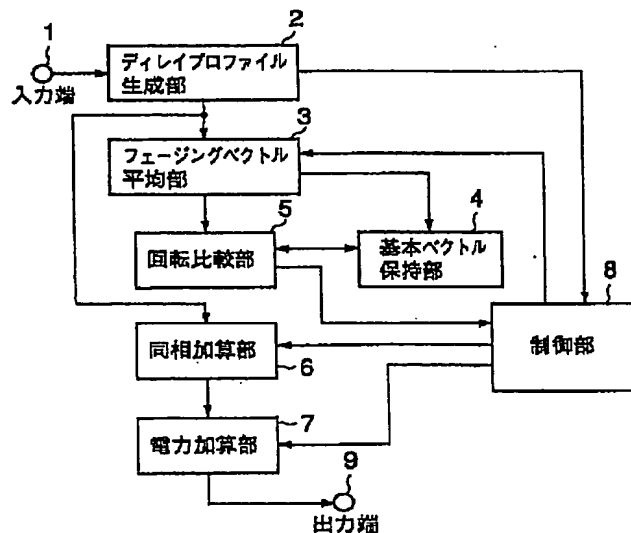 1
入力端
2
ディレイプロファイル
生成部
3
フェージングベクトル
平均部
4
基本ベクトル
保持部
5
回転比較部
8
制御部
同相加算部
6
7
電力加算部
9
出力端